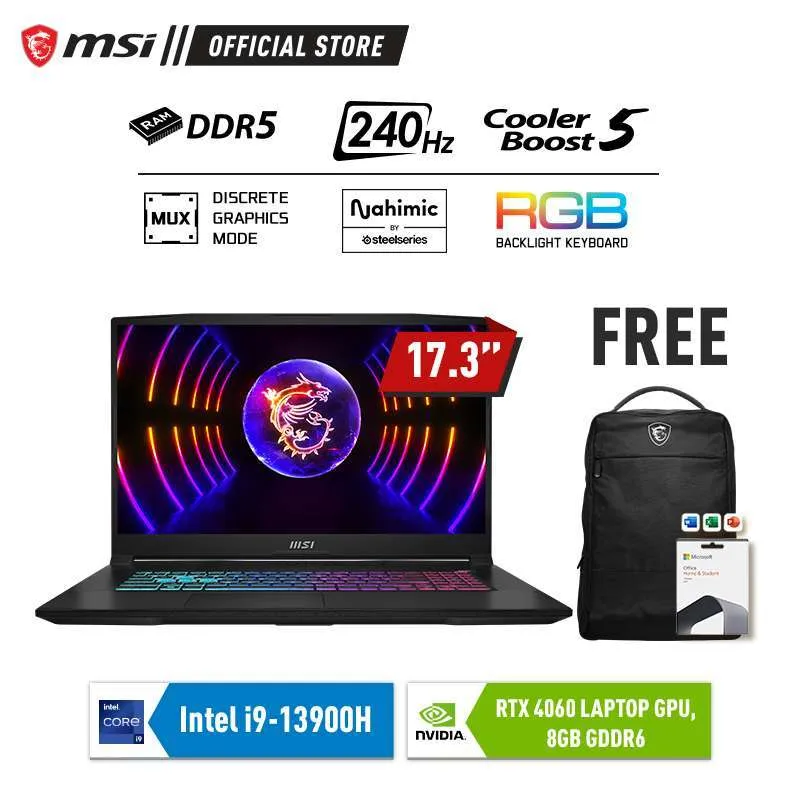 msi OFFICIAL STORE
RAM DDR5
240Hz
Cooler Boost 5
MUX
DISCRETE
GRAPHICS
MODE
Nahimic
BY
steelseries
RGB
BACKLIGHT KEYBOARD
17.3”
FREE
msi
Microsoft
Office
Home & Student
intel
CORE
i9
Intel i9-13900H
NVIDIA.
RTX 4060 LAPTOP GPU,
8GB GDDR6